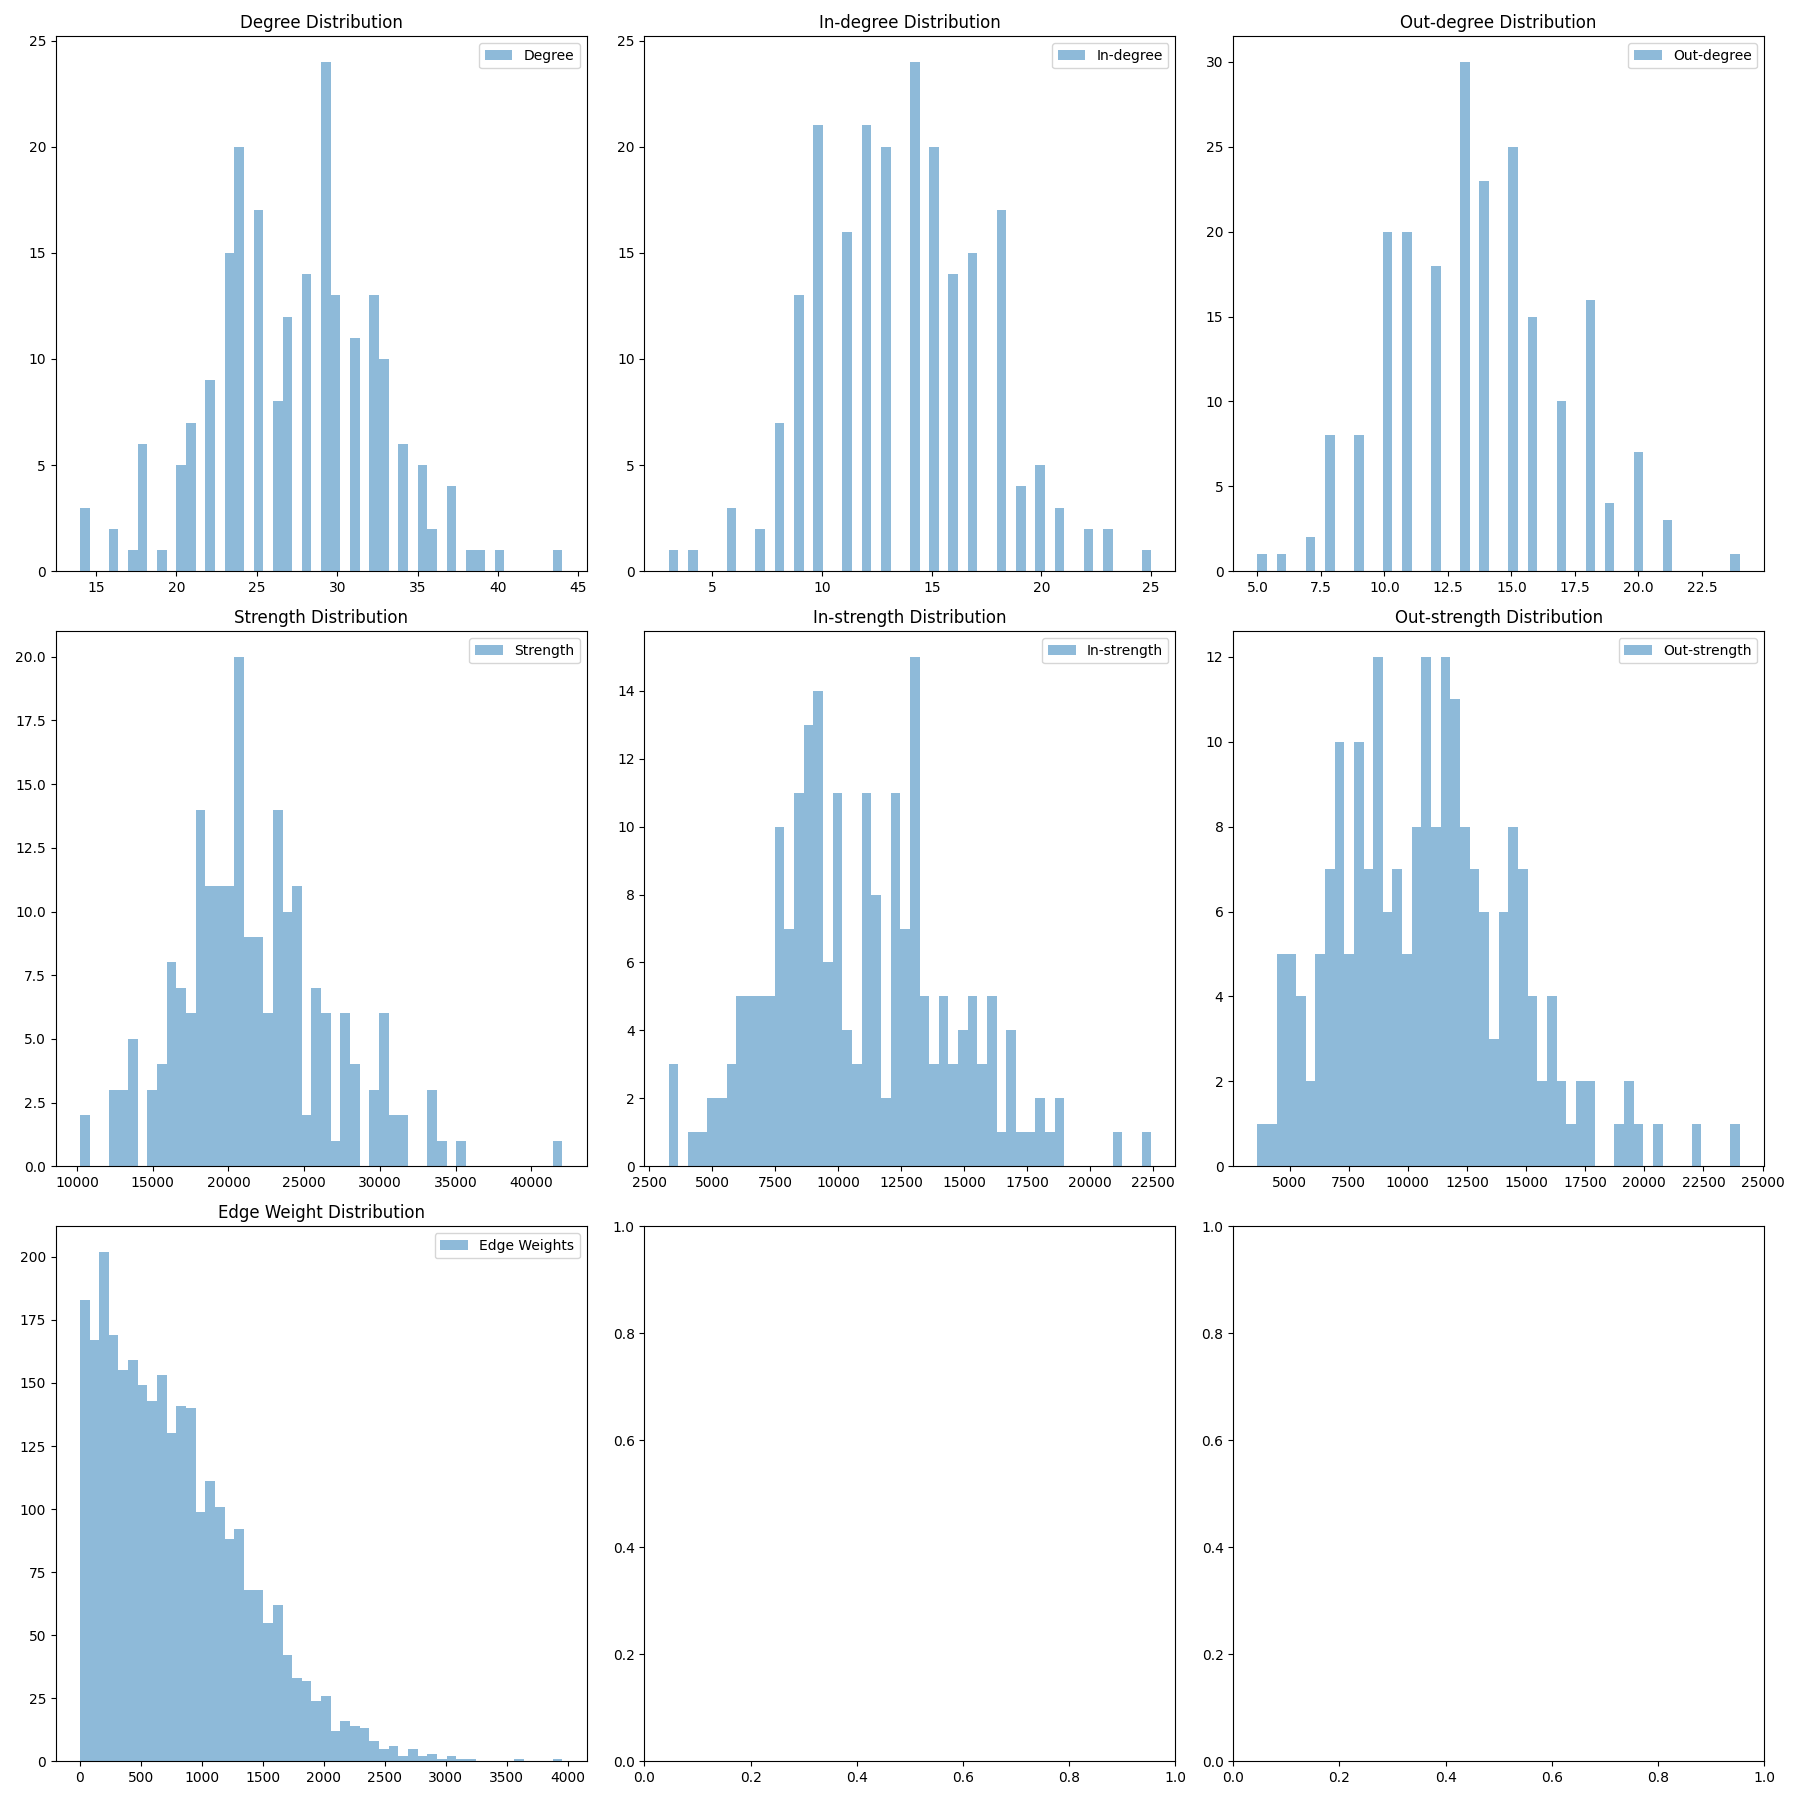 Degree Distribution
Degree
0 5 10 15 20 25
15 20 25 30 35 40 45
In-degree Distribution
In-degree
0 5 10 15 20 25
5 10 15 20 25
Out-degree Distribution
Out-degree
0 5 10 15 20 25 30
5.0 7.5 10.0 12.5 15.0 17.5 20.0 22.5
Strength Distribution
Strength
0.0 2.5 5.0 7.5 10.0 12.5 15.0 17.5 20.0
10000 15000 20000 25000 30000 35000 40000
In-strength Distribution
In-strength
0 2 4 6 8 10 12 14
2500 5000 7500 10000 12500 15000 17500 20000 22500
Out-strength Distribution
Out-strength
0 2 4 6 8 10 12
5000 7500 10000 12500 15000 17500 20000 22500 25000
Edge Weight Distribution
Edge Weights
0 25 50 75 100 125 150 175 200
0 500 1000 1500 2000 2500 3000 3500 4000
0.0 0.2 0.4 0.6 0.8 1.0
0.0 0.2 0.4 0.6 0.8 1.0
0.0 0.2 0.4 0.6 0.8 1.0
0.0 0.2 0.4 0.6 0.8 1.0